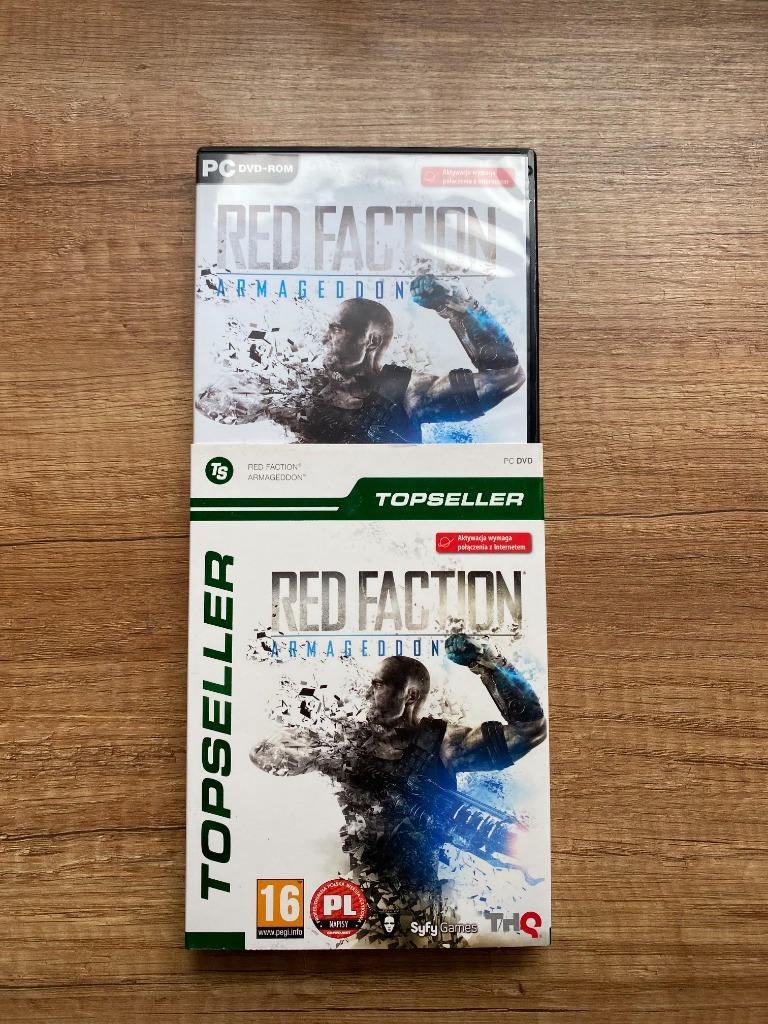 PC DVD-ROM
Aktywacja wymaga
połączenia z Internetem
RED FACTION
ARMAGEDDON
TS
RED FACTION®
ARMAGEDDON™
PC DVD
TOPSELLER
Aktywacja wymaga
połączenia z Internetem
TOPSELLER
RED FACTION
ARMAGEDDON
16
www.pegi.info
PL
NAPISY
Syfy Games
THQ